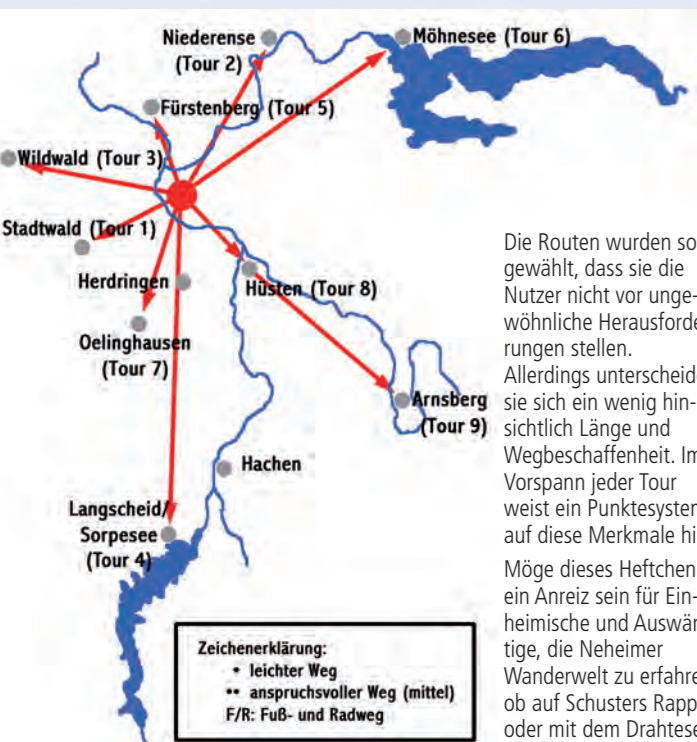 Niederense
(Tour 2)
Möhnesee (Tour 6)
Fürstenberg (Tour 5)
Wildwald (Tour 3)
Stadtwald (Tour 1)
Herdringen
Hüsten (Tour 8)
Oelinghausen
(Tour 7)
Arnsberg
(Tour 9)
Hachen
Langscheid/
Sorpesee
(Tour 4)
Zeichenerklärung:
• leichter Weg
•• anspruchsvoller Weg (mittel)
F/R: Fuß- und Radweg
Die Routen wurden so
gewählt, dass sie die
Nutzer nicht vor unge-
wöhnliche Herausforde
rungen stellen.
Allerdings unterscheide
sie sich ein wenig hin-
sichtlich Länge und
Wegbeschaffenheit. Im
Vorspann jeder Tour
weist ein Punktesystem
auf diese Merkmale hi
Möge dieses Heftchen
ein Anreiz sein für Ein-
heimische und Auswär
tige, die Neheimer
Wanderwelt zu erfahre
ob auf Schusters Rapp
oder mit dem Drahtese